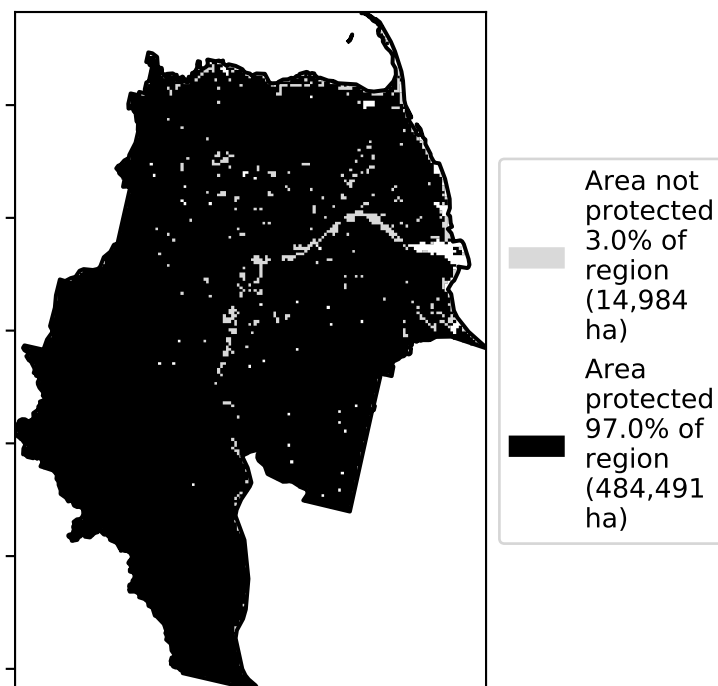 Area not
protected
3.0% of
region
(14,984
ha)
Area
protected
97.0% of
region
(484,491
ha)